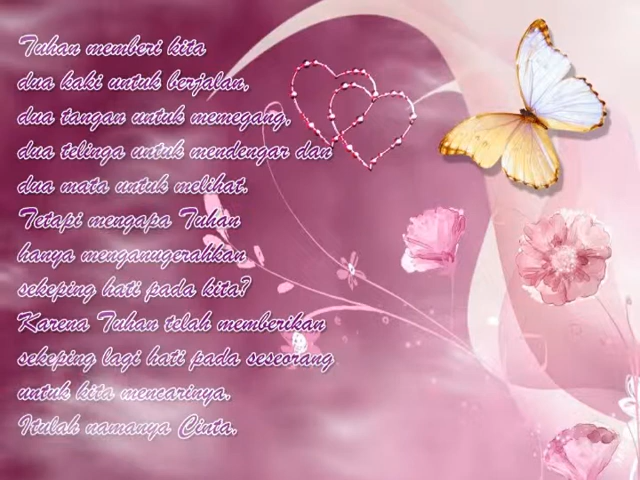 Tuhan memberi kita
dua kaki untuk berjalan,
dua tangan untuk memegang,
dua telinga untuk mendengar dan
dua mata untuk melihat.
Tetapi mengapa Tuhan
hanya menganugerahkan
sekeping hati pada kita?
Karena Tuhan telah memberikan
sekeping lagi hati pada seseorang
untuk kita mencarinya.
Itulah namanya Cinta.